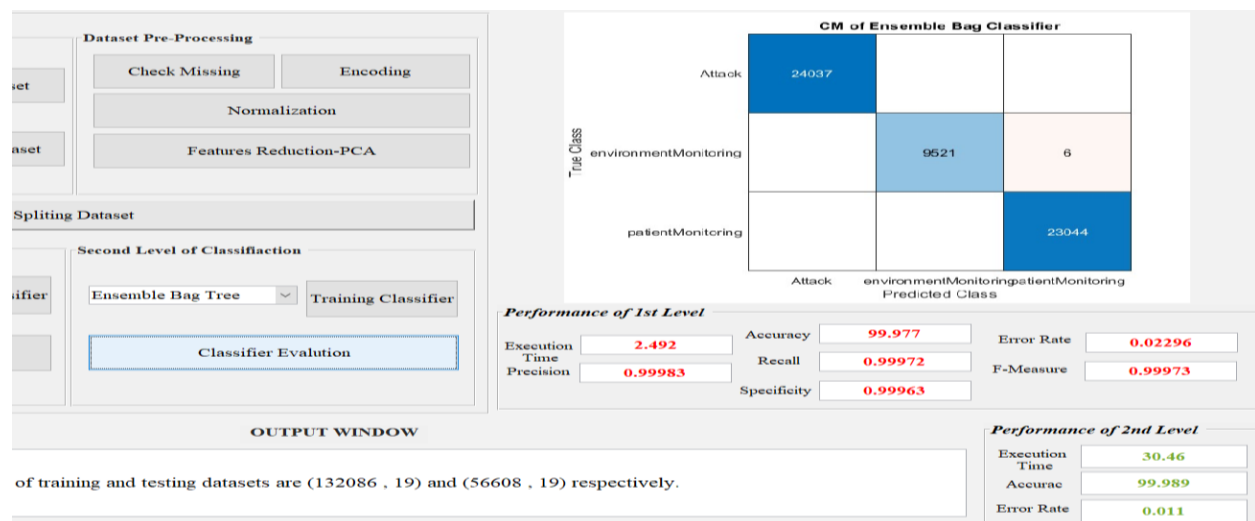 Dataset Pre-Processing
Check Missing
Encoding
Normalization
Features Reduction-PCA
set
aset
Spliting Dataset
Second Level of Classifiaction
ifier
Ensemble Bag Tree
Training Classifier
Classifier Evalution
CM of Ensemble Bag Classifier
True Class
Attack
24037
environmentMonitoring
9521
6
patientMonitoring
23044
Attack
environmentMonitoring
patientMonitoring
Predicted Class
Performance of 1st Level
Execution
Time
2.492
Precision
0.99983
Accuracy
99.977
Recall
0.99972
Specificity
0.99963
Error Rate
0.02296
F-Measure
0.99973
OUTPUT WINDOW
of training and testing datasets are (132086 , 19) and (56608 , 19) respectively.
Performance of 2nd Level
Execution
Time
30.46
Accurac
99.989
Error Rate
0.011